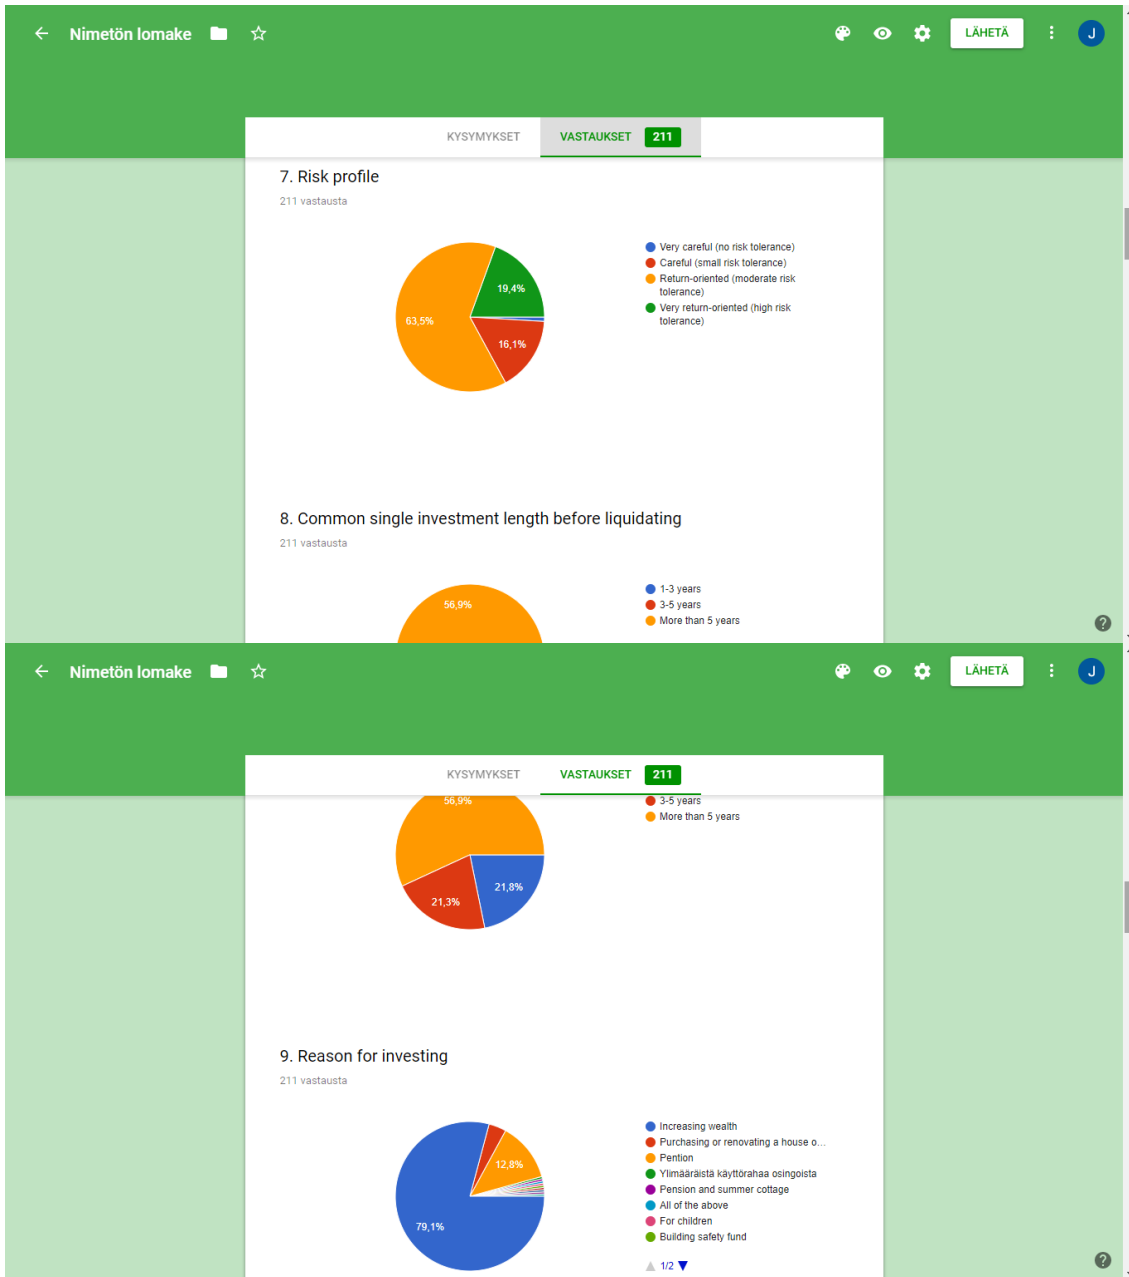 Nimetön lomake
LÄHETÄ
J
KYSYMYKSET
VASTAUKSET 211
7. Risk profile
211 vastausta
19,4%
63,5%
16,1%
Very careful (no risk tolerance)
Careful (small risk tolerance)
Return-oriented (moderate risk
tolerance)
Very return-oriented (high risk
tolerance)
8. Common single investment length before liquidating
211 vastausta
56,9%
1-3 years
3-5 years
More than 5 years
Nimetön lomake
LÄHETÄ
J
KYSYMYKSET
VASTAUKSET 211
56,9%
21,8%
21,3%
3-5 years
More than 5 years
9. Reason for investing
211 vastausta
12,8%
79,1%
Increasing wealth
Purchasing or renovating a house o...
Pention
Ylimääräistä käyttörahaa osingoista
Pension and summer cottage
All of the above
For children
Building safety fund
1/2